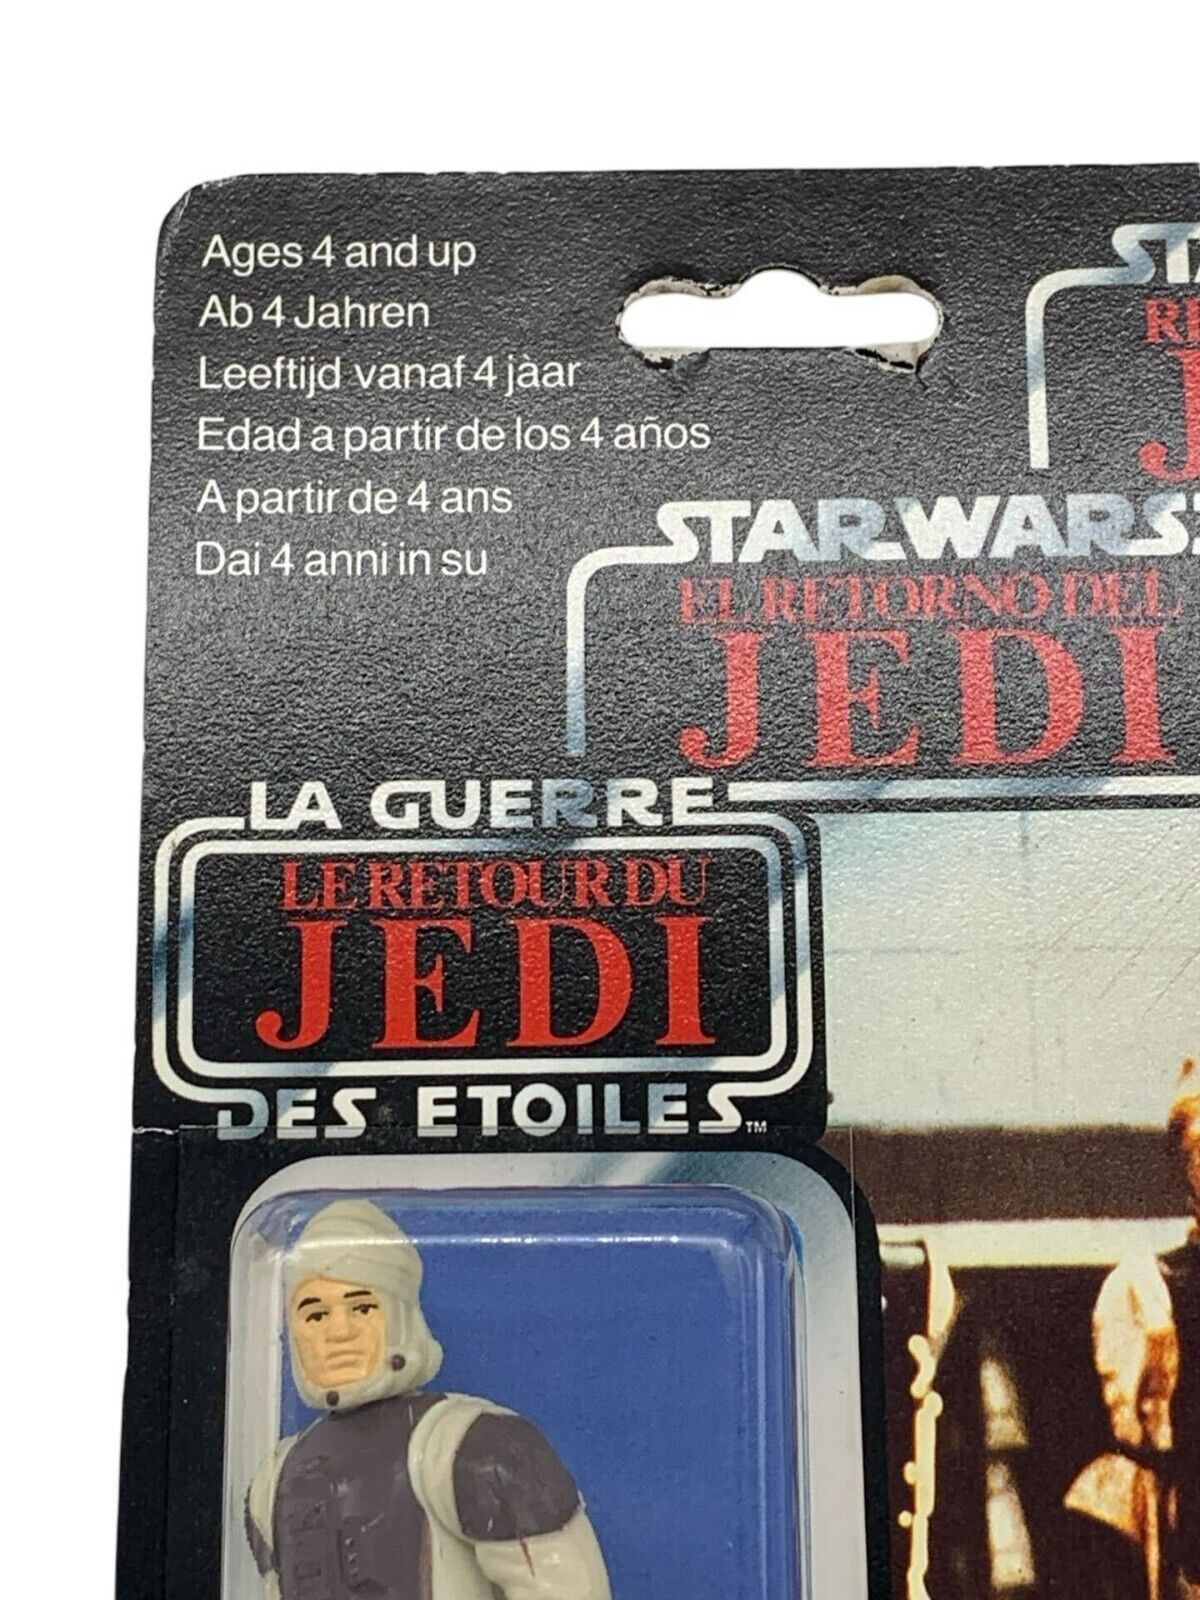 Ages 4 and up
Ab 4 Jahren
Leeftijd vanaf 4 jàar
Edad a partir de los 4 años
A partir de 4 ans
Dai 4 anni in su
STAR WARS
EL RETORNO DEL
JEDI
LA GUERRE
LE RETOUR DU
JEDI
DES ETOILES™